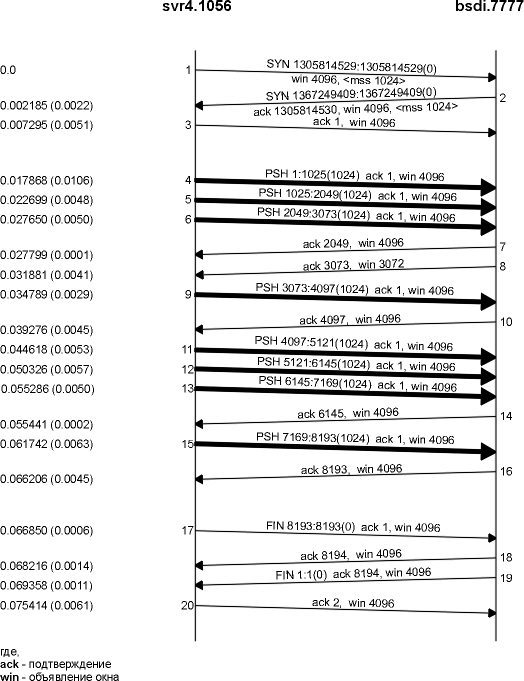 svr4.1056 bsdi.7777
0.0 1 SYN 1305814529:1305814529(0)
win 4096, <mss 1024>
0.002185 (0.0022) SYN 1367249409:1367249409(0) 2
ack 1305814530, win 4096, <mss 1024>
0.007295 (0.0051) 3 ack 1, win 4096
0.017868 (0.0106) 4 PSH 1:1025(1024) ack 1, win 4096
0.022699 (0.0048) 5 PSH 1025:2049(1024) ack 1, win 4096
0.027650 (0.0050) 6 PSH 2049:3073(1024) ack 1, win 4096
0.027799 (0.0001) ack 2049, win 4096 7
0.031881 (0.0041) ack 3073, win 3072 8
0.034789 (0.0029) 9 PSH 3073:4097(1024) ack 1, win 4096
0.039276 (0.0045) ack 4097, win 4096 10
0.044618 (0.0053) 11 PSH 4097:5121(1024) ack 1, win 4096
0.050326 (0.0057) 12 PSH 5121:6145(1024) ack 1, win 4096
0.055286 (0.0050) 13 PSH 6145:7169(1024) ack 1, win 4096
0.055441 (0.0002) ack 6145, win 4096 14
0.061742 (0.0063) 15 PSH 7169:8193(1024) ack 1, win 4096
0.066206 (0.0045) ack 8193, win 4096 16
0.066850 (0.0006) 17 FIN 8193:8193(0) ack 1, win 4096
0.068216 (0.0014) ack 8194, win 4096 18
0.069358 (0.0011) FIN 1:1(0) ack 8194, win 4096 19
0.075414 (0.0061) 20 ack 2, win 4096
где,
ack - подтверждение
win - объявление окна